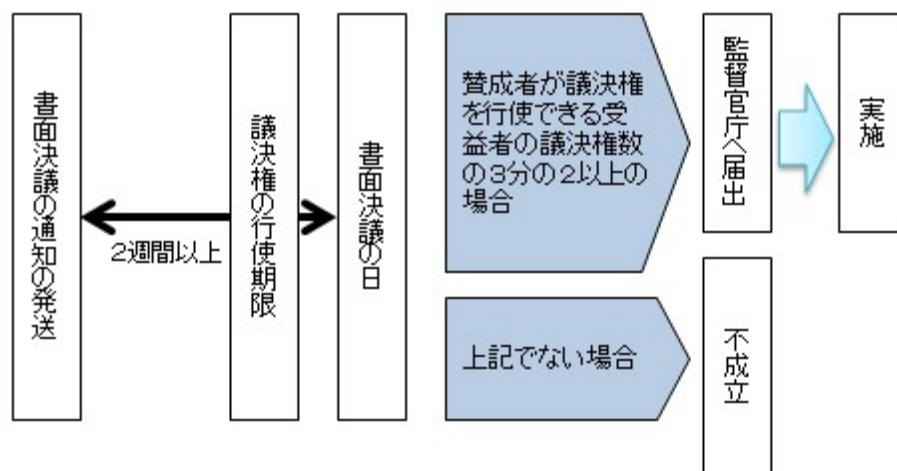 書面決議の通知の発送
2週間以上
議決権の行使期限
書面決議の日
賛成者が議決権
を行使できる受
益者の議決権数
の3分の2以上の
場合
監督官庁へ届出
実施
上記でない場合
不成立